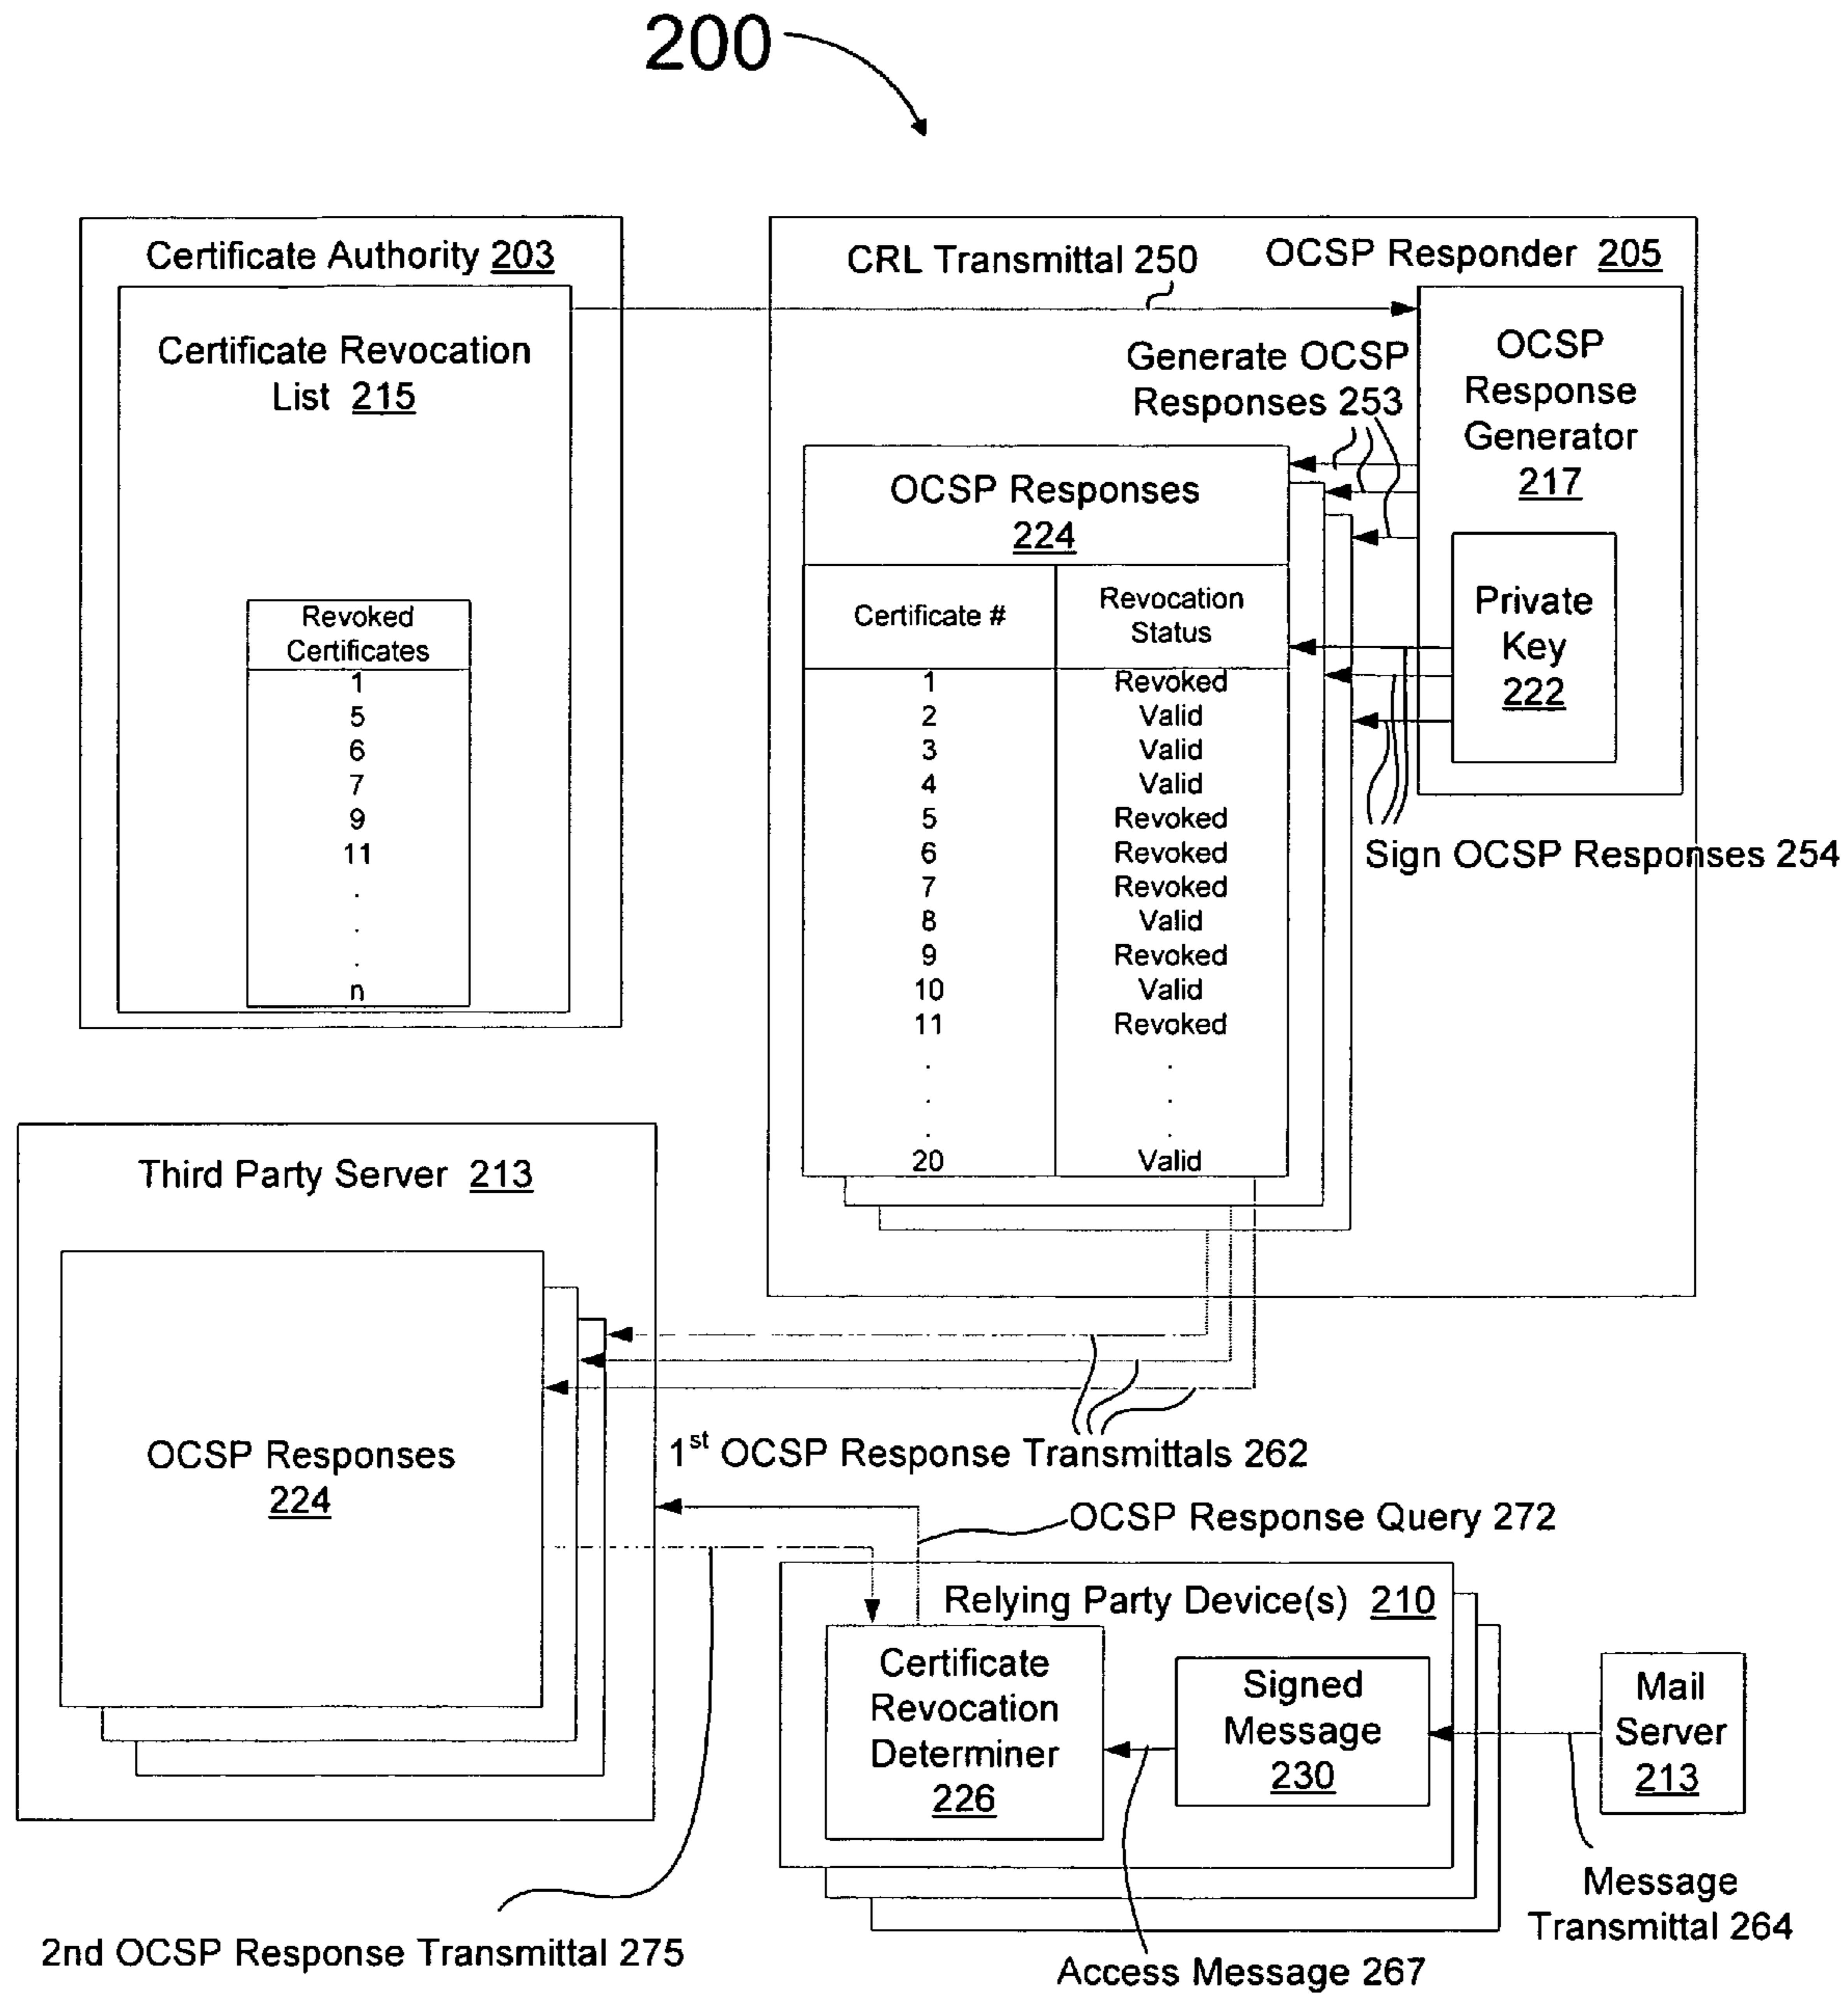 200
Certificate Authority 203
Certificate Revocation
List 215
Revoked
Certificates
1
5
6
7
9
11
.
.
.
n
CRL Transmittal 250
OCSP Responder 205
Generate OCSP
Responses 253
OCSP
Response
Generator
217
Private
Key
222
Sign OCSP Responses 254
OCSP Responses
224
Certificate # Revocation
Status
1 Revoked
2 Valid
3 Valid
4 Valid
5 Revoked
6 Revoked
7 Revoked
8 Valid
9 Revoked
10 Valid
11 Revoked
. .
. .
. .
20 Valid
Third Party Server 213
OCSP Responses
224
1st OCSP Response Transmittals 262
OCSP Response Query 272
Relying Party Device(s) 210
Certificate
Revocation
Determiner
226
Signed
Message
230
Mail
Server
213
Message
Transmittal 264
2nd OCSP Response Transmittal 275
Access Message 267